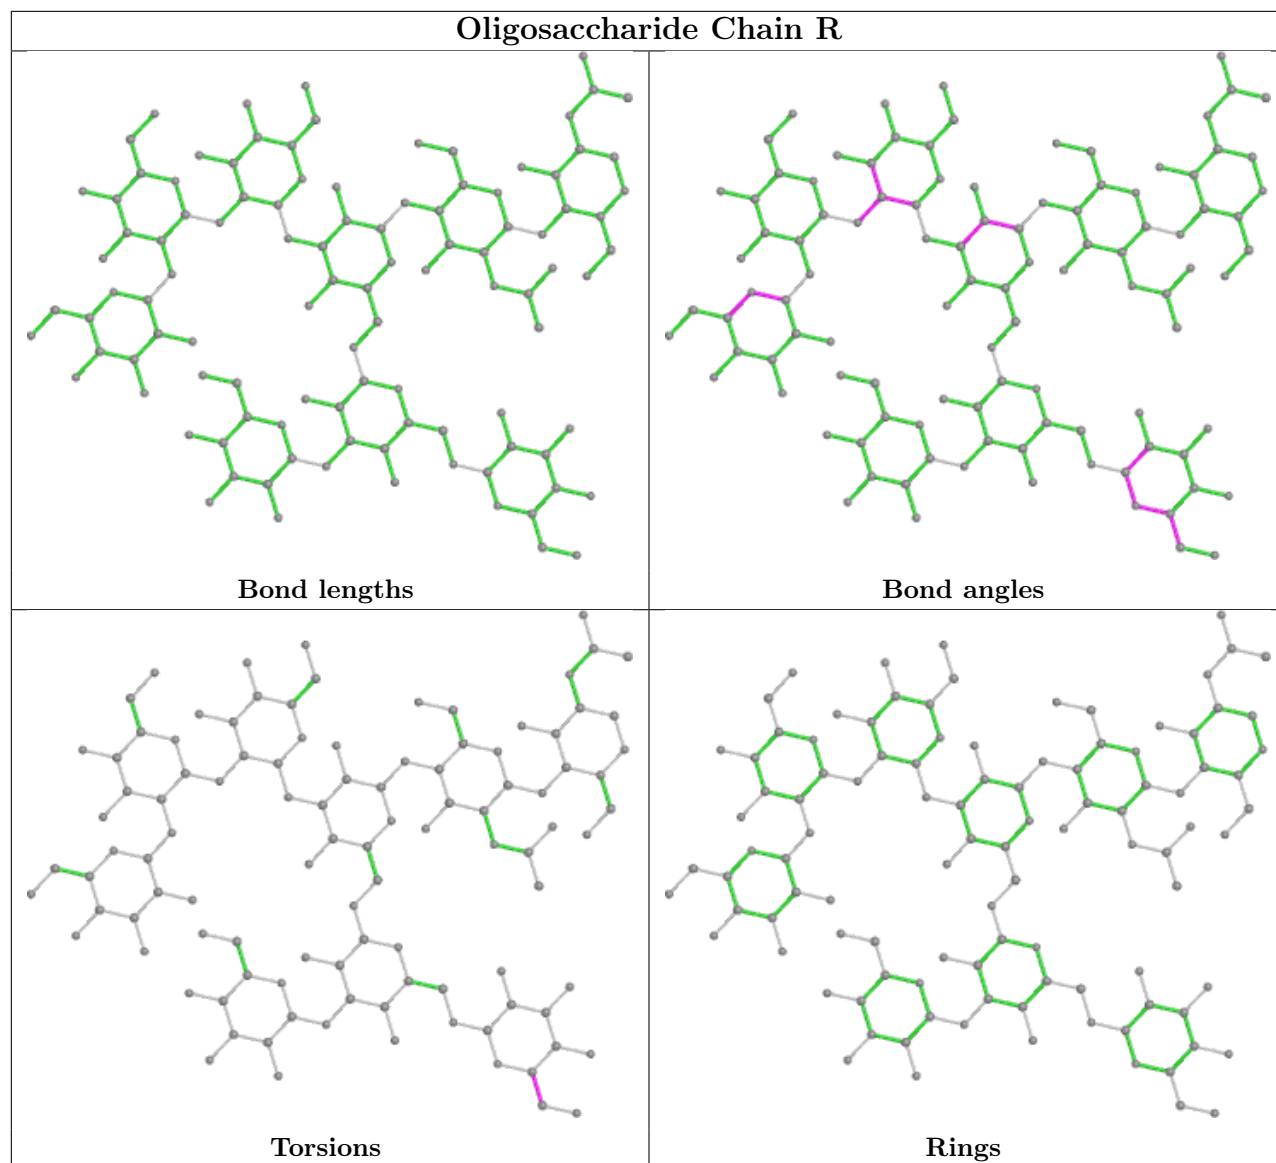 Oligosaccharide Chain R
Bond lengths
Bond angles
Torsions
Rings